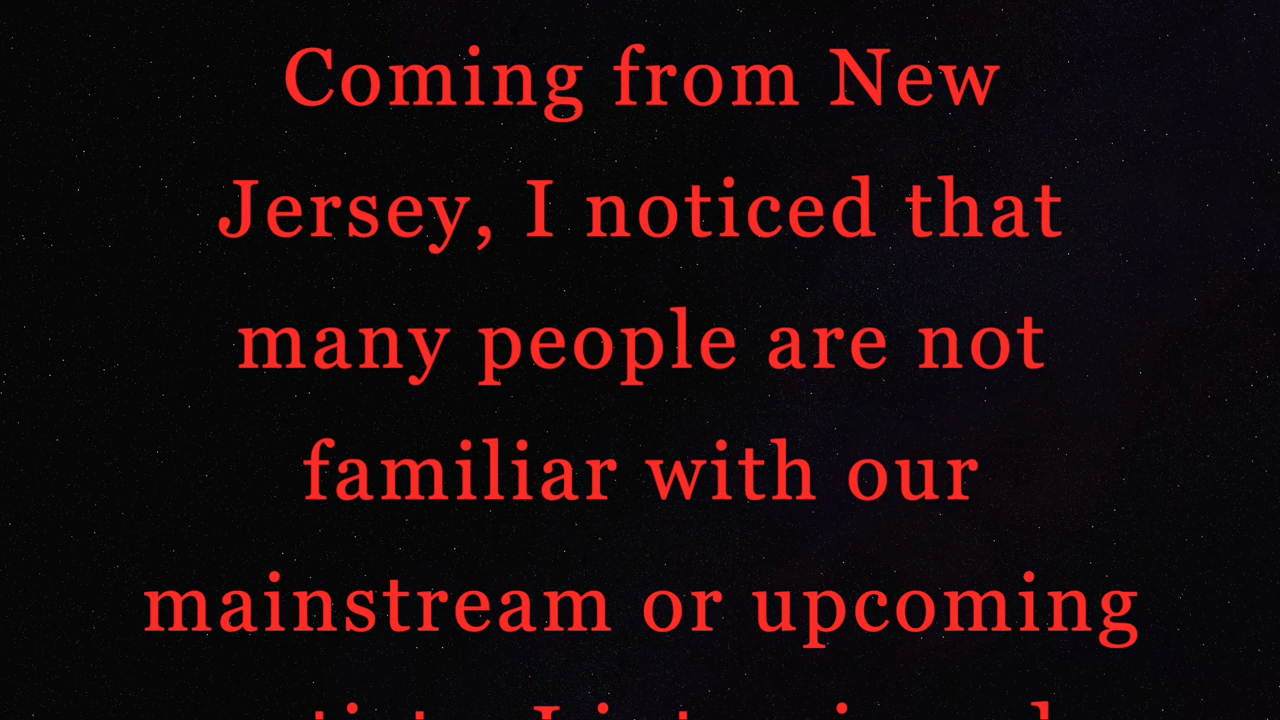 Coming from New
Jersey, I noticed that
many people are not
familiar with our
mainstream or upcoming